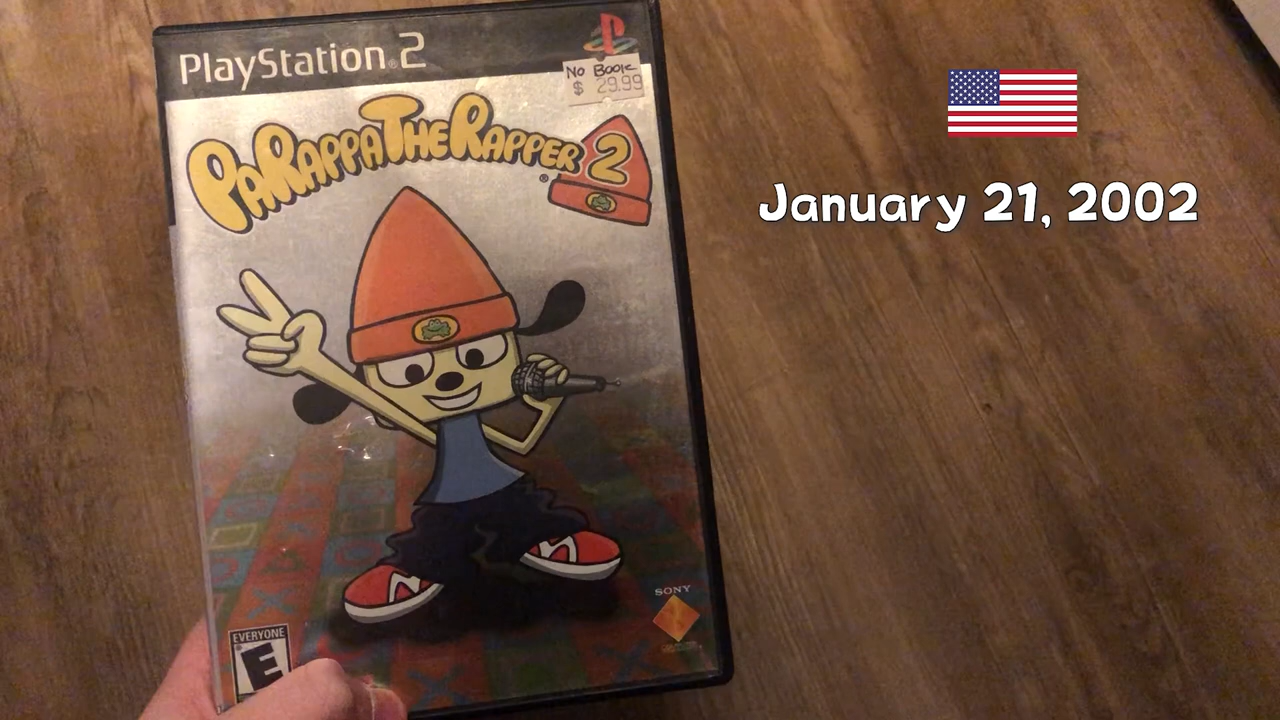 PlayStation®2
No Book
$ 29.99
PARAPPA THE RAPPER 2
®
January 21, 2002
SONY
EVERYONE
E